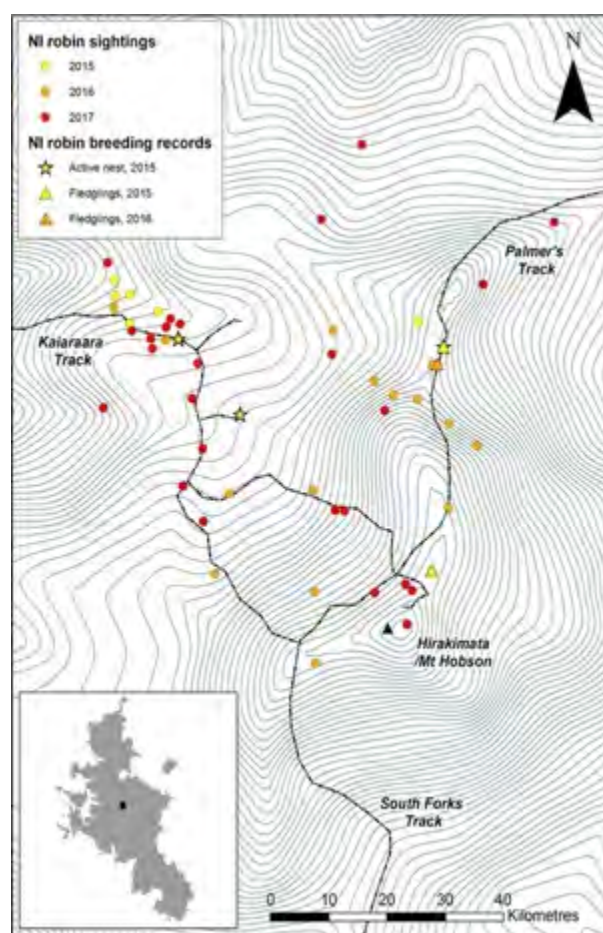 NI robin sightings
2015
2016
2017
NI robin breeding records
Active nest, 2015
Fledglings, 2015
Fledglings, 2016
N
Palmer's
Track
Kaiaraara
Track
Hirakimata
/Mt Hobson
South Forks
Track
0 10 20 30 40
Kilometres